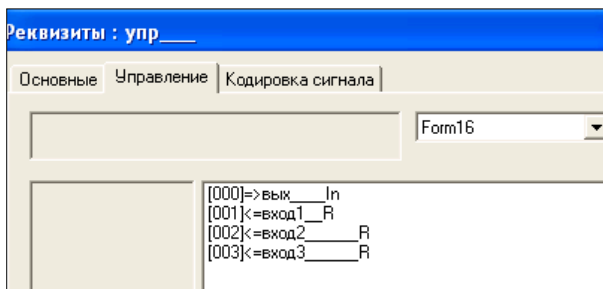 Реквизиты : упр____
Основные Управление Кодировка сигнала
Form16
[000]=>вых____In
[001]<=вход1__R
[002]<=вход2______R
[003]<=вход3______R